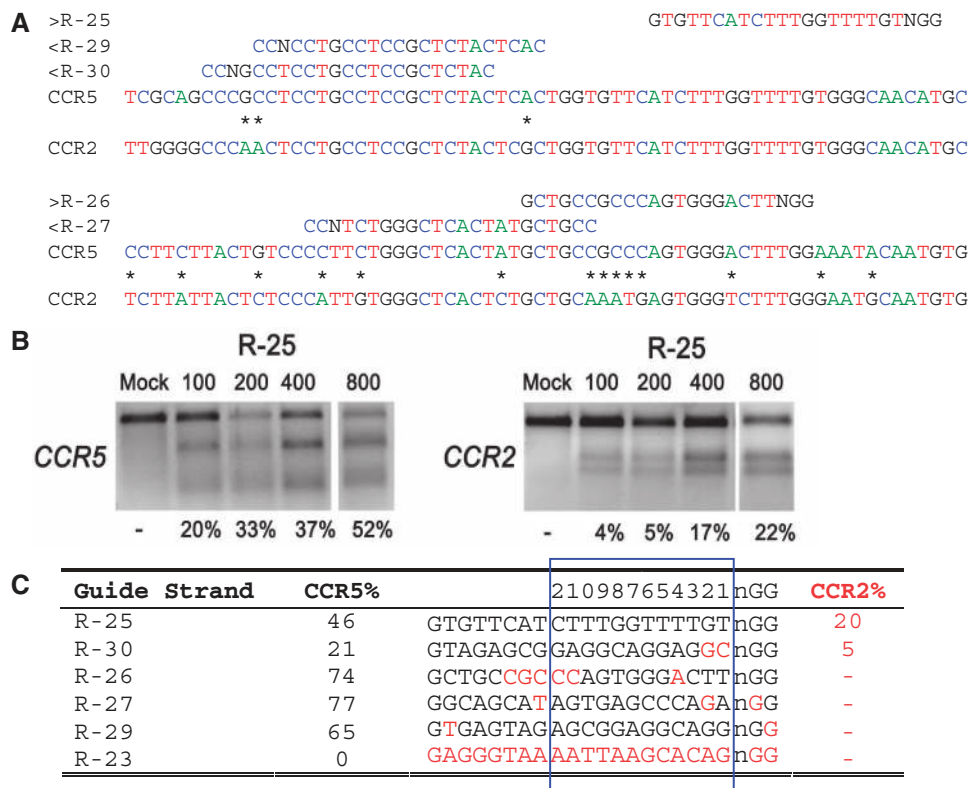 A
>R-25 GTGTTCATCTTTGGTTTTGTNGG
<R-29 CCNCCTGCCTCCGCTCTACTCAC
<R-30 CCNGCCTCCTGCCTCCGCTCTAC
CCR5 TCGCAGCCCGCCTCCTGCCTCCGCTCTACTCACTGGTGTTCATCTTTGGTTTTGTGGGCAACATGC
** *
CCR2 TTGGGGCCCAACTCCTGCCTCCGCTCTACTCGCTGGTGTTCATCTTTGGTTTTGTGGGCAACATGC
>R-26 GCTGCCGCCCAGTGGGACTTNGG
<R-27 CCNTCTGGGCTCACTATGCTGCC
CCR5 CCTTCTTACTGTCCCCTTCTGGGCTCACTATGCTGCCGCCCAGTGGGACTTTGGAAATACAATGTG
* * * * * * ***** * * *
CCR2 TCTTATTACTCTCCCATTGTGGGCTCACTCTGCTGCAAATGAGTGGGTCTTTGGGAATGCAATGTG
B
R-25
Mock 100 200 400 800
CCR5
- 20% 33% 37% 52%
R-25
Mock 100 200 400 800
CCR2
- 4% 5% 17% 22%
C
Guide Strand CCR5% 210987654321nGG CCR2%
R-25 46 GTGTTCATCTTTGGTTTTGTnGG 20
R-30 21 GTAGAGCGGAGGCAGGAGGCnGG 5
R-26 74 GCTGCCGCCCAGTGGGACTTnGG -
R-27 77 GGCAGCATAGTGAGCCCAGAnGG -
R-29 65 GTGAGTAGAGCGGAGGCAGGnGG -
R-23 0 GAGGGTAAAATTAAGCACAGnGG -